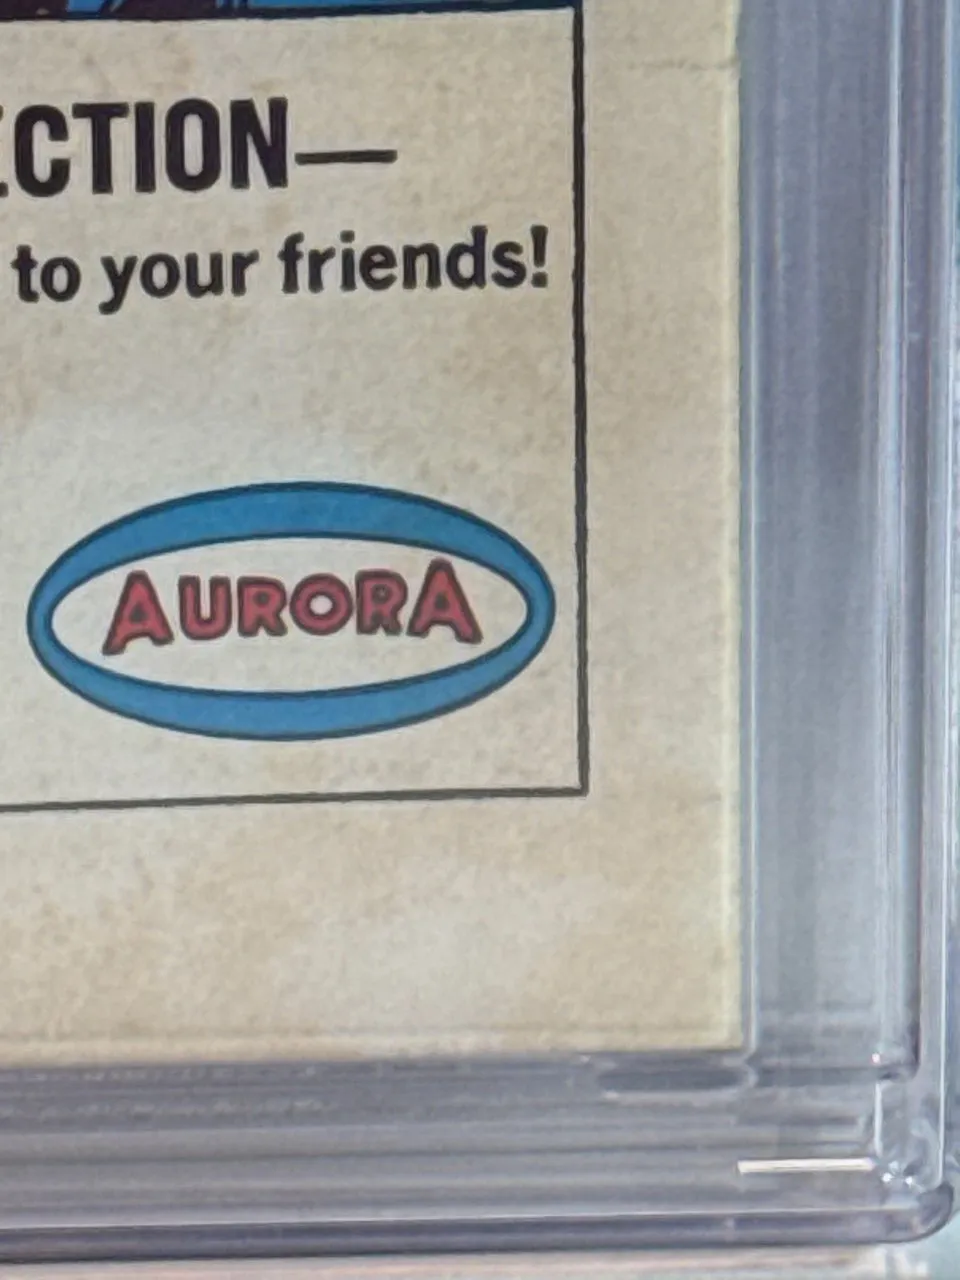 ECTION—
to your friends!
AURORA